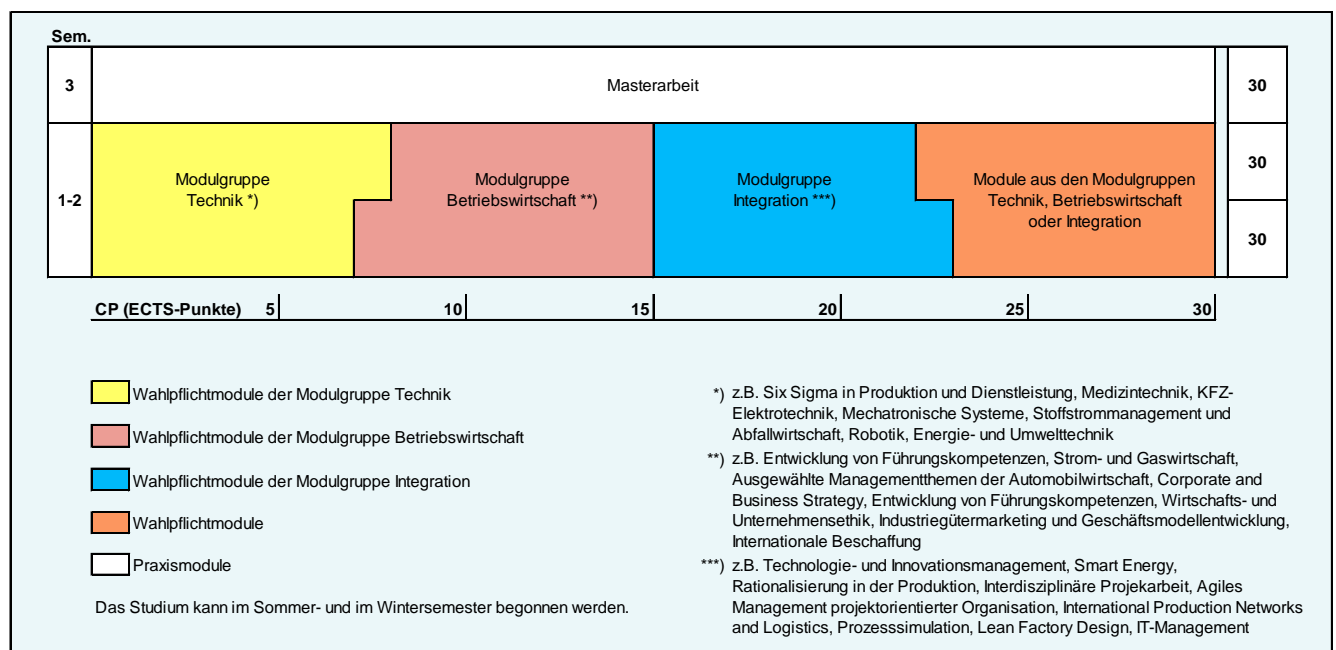 Sem.
3
Masterarbeit
30
1-2
Modulgruppe
Technik *)
Modulgruppe
Betriebswirtschaft **)
Modulgruppe
Integration ***)
Module aus den Modulgruppen
Technik, Betriebswirtschaft
oder Integration
30
30
CP (ECTS-Punkte) 5 10 15 20 25 30
Wahlpflichtmodule der Modulgruppe Technik
Wahlpflichtmodule der Modulgruppe Betriebswirtschaft
Wahlpflichtmodule der Modulgruppe Integration
Wahlpflichtmodule
Praxismodule
Das Studium kann im Sommer- und im Wintersemester begonnen werden.
*) z.B. Six Sigma in Produktion und Dienstleistung, Medizintechnik, KFZ-
Elektrotechnik, Mechatronische Systeme, Stoffstrommanagement und
Abfallwirtschaft, Robotik, Energie- und Umwelttechnik
**) z.B. Entwicklung von Führungskompetenzen, Strom- und Gaswirtschaft,
Ausgewählte Managementthemen der Automobilwirtschaft, Corporate and
Business Strategy, Entwicklung von Führungskompetenzen, Wirtschafts- und
Unternehmensethik, Industriegütermarketing und Geschäftsmodellentwicklung,
Internationale Beschaffung
***) z.B. Technologie- und Innovationsmanagement, Smart Energy,
Rationalisierung in der Produktion, Interdisziplinäre Projekarbeit, Agiles
Management projektorientierter Organisation, International Production Networks
and Logistics, Prozesssimulation, Lean Factory Design, IT-Management